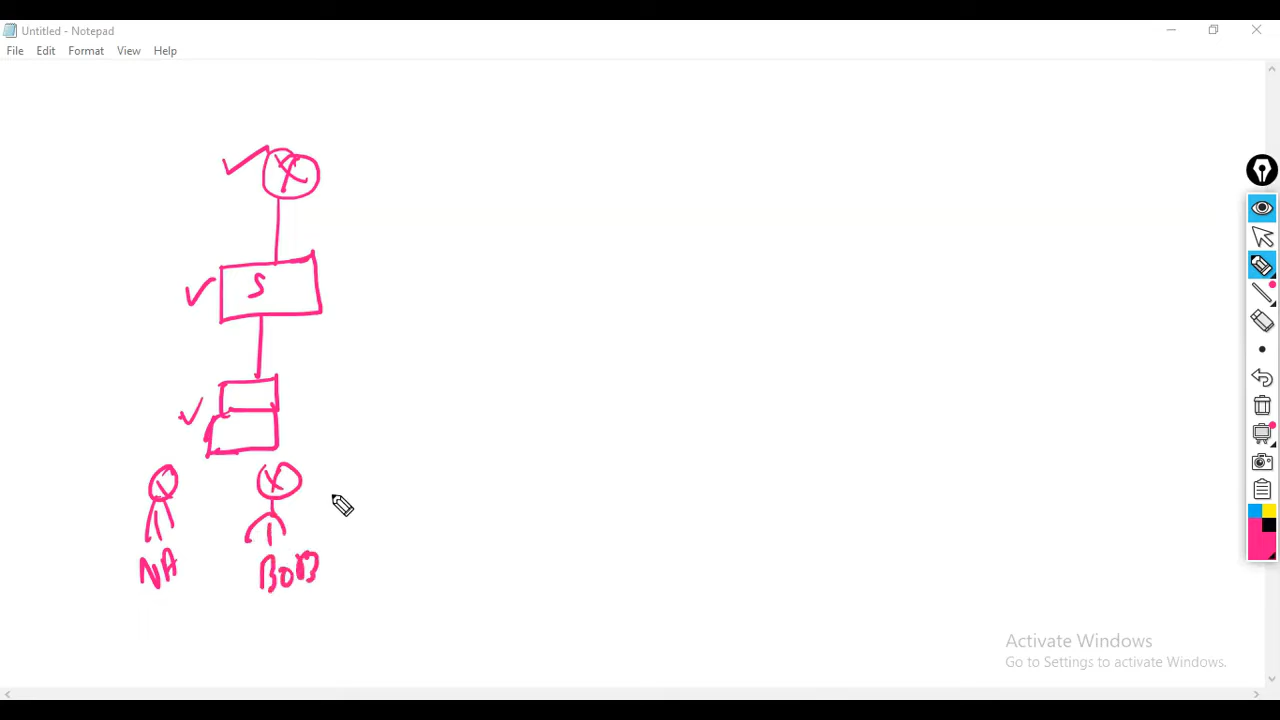 Untitled - Notepad
File Edit Format View Help
X
S
X
NA
BOB
Activate Windows
Go to Settings to activate Windows.